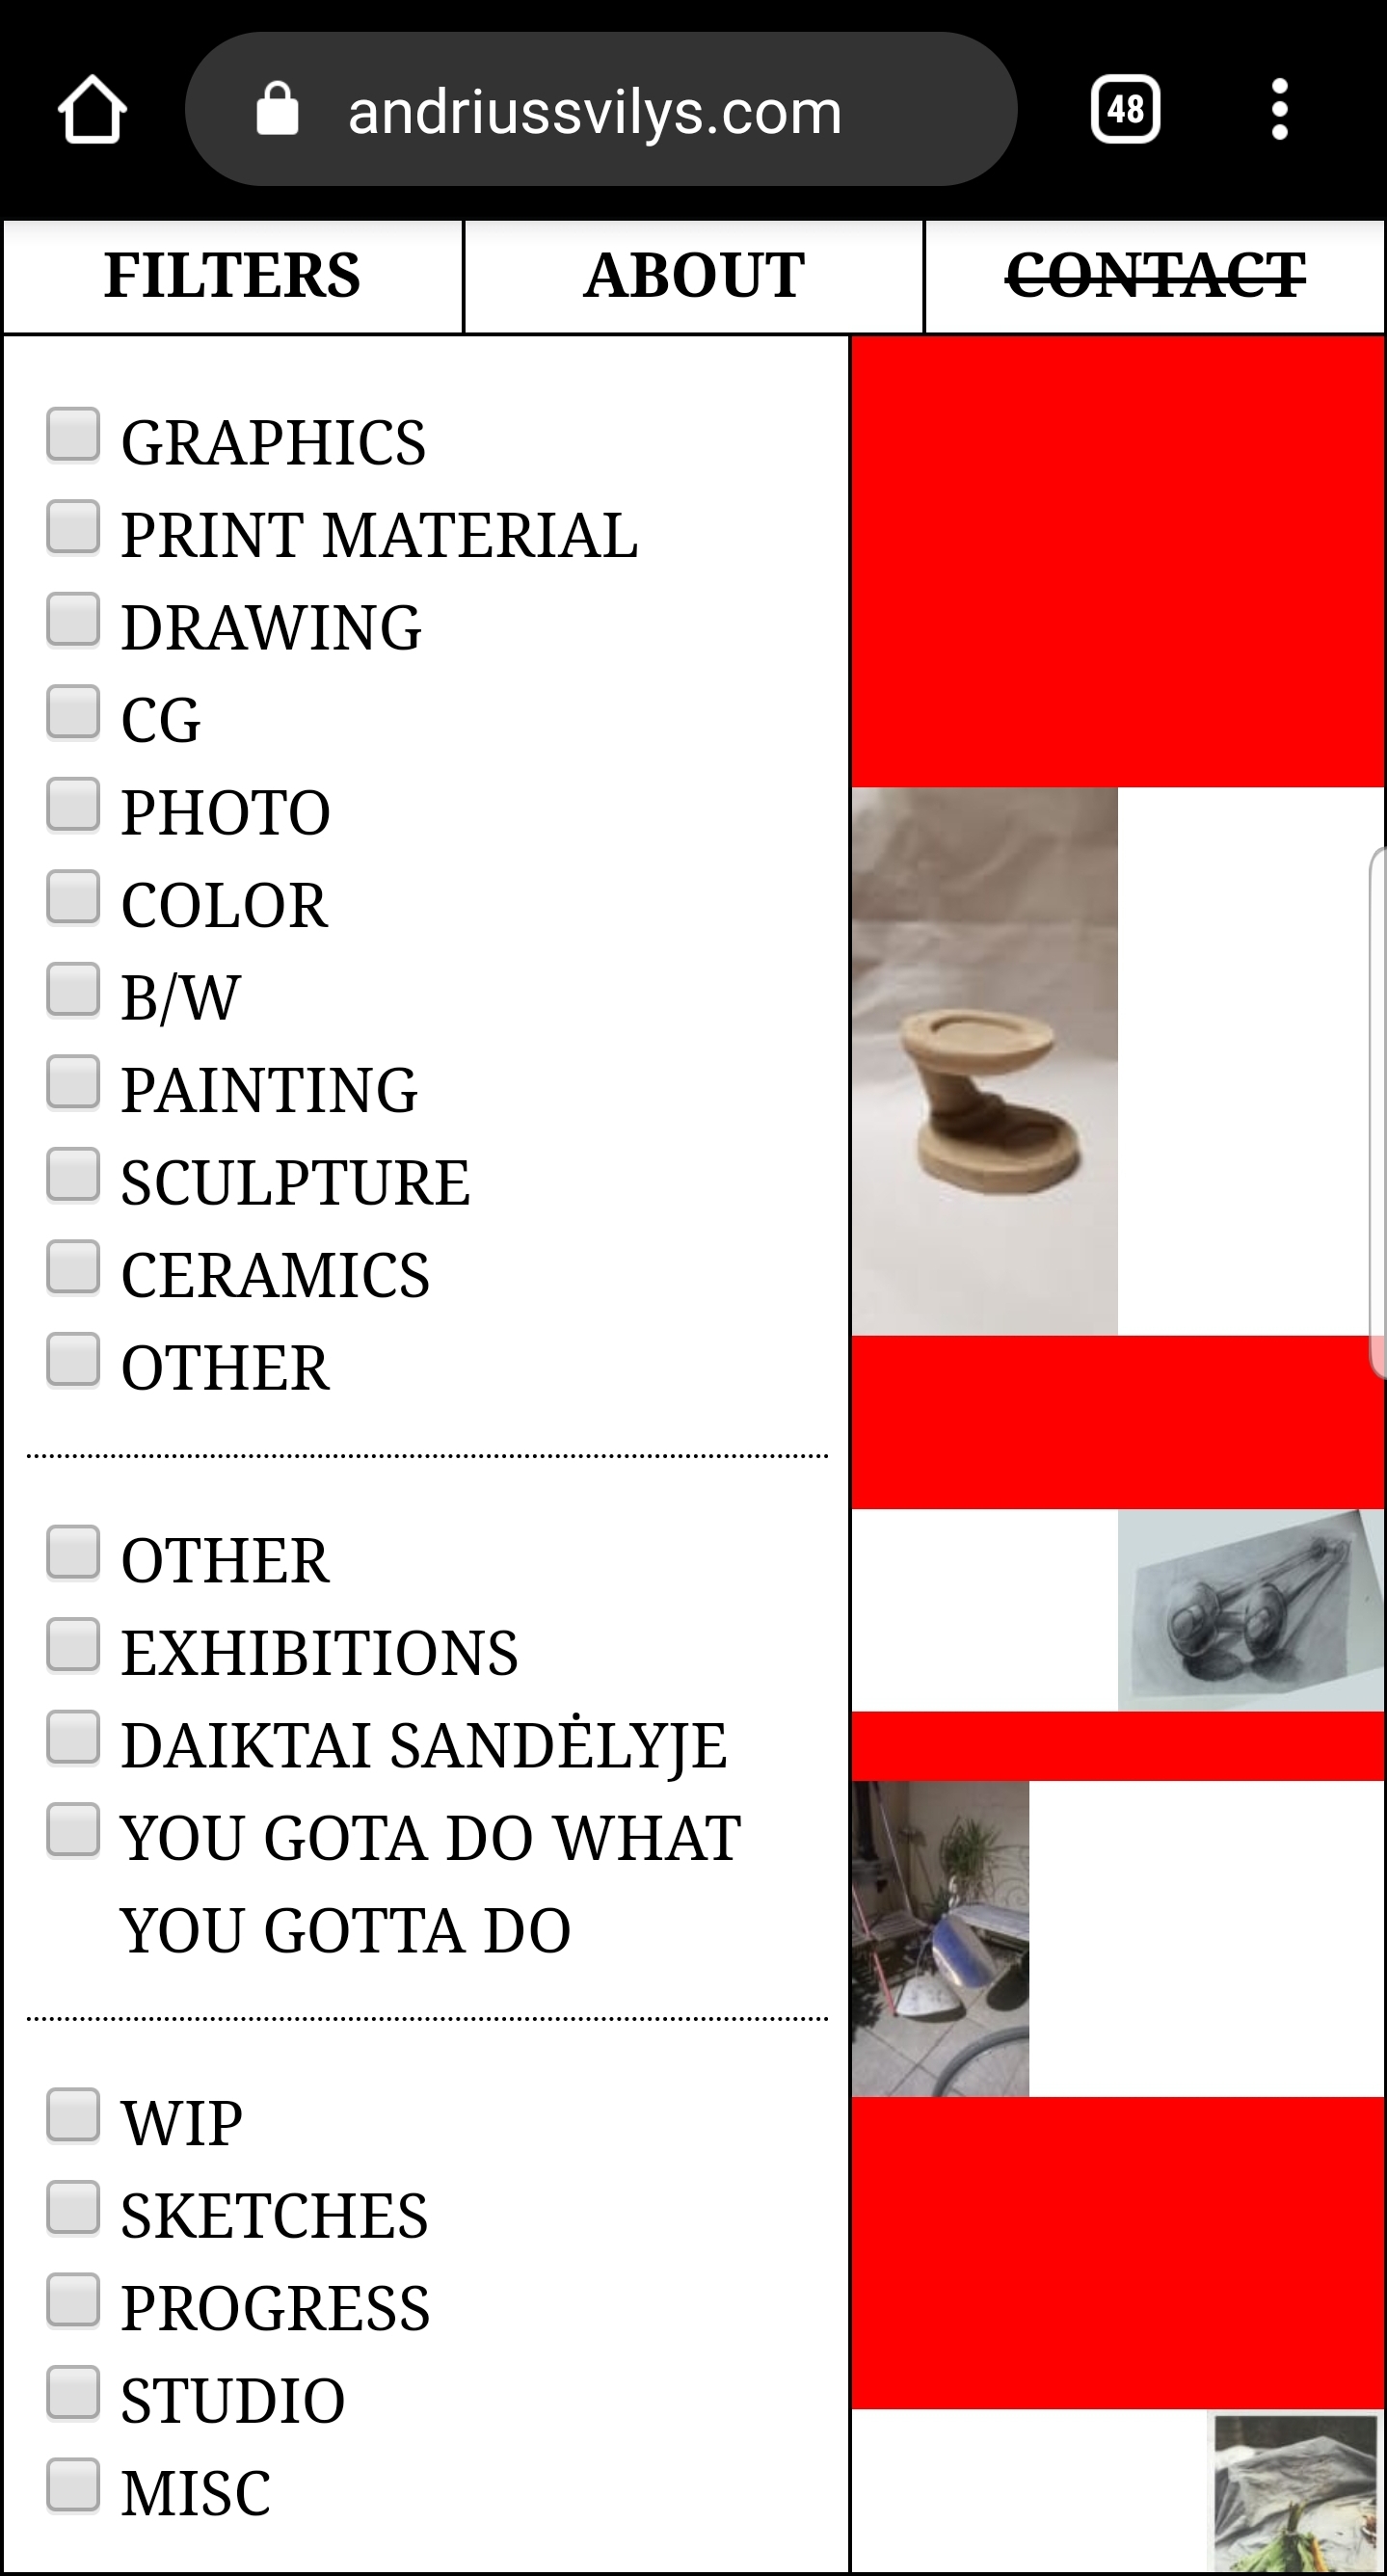 andriussvilys.com
48
FILTERS
ABOUT
CONTACT
GRAPHICS
PRINT MATERIAL
DRAWING
CG
PHOTO
COLOR
B/W
PAINTING
SCULPTURE
CERAMICS
OTHER
OTHER
EXHIBITIONS
DAIKTAI SANDĖLYJE
YOU GOTA DO WHAT
YOU GOTTA DO
WIP
SKETCHES
PROGRESS
STUDIO
MISC